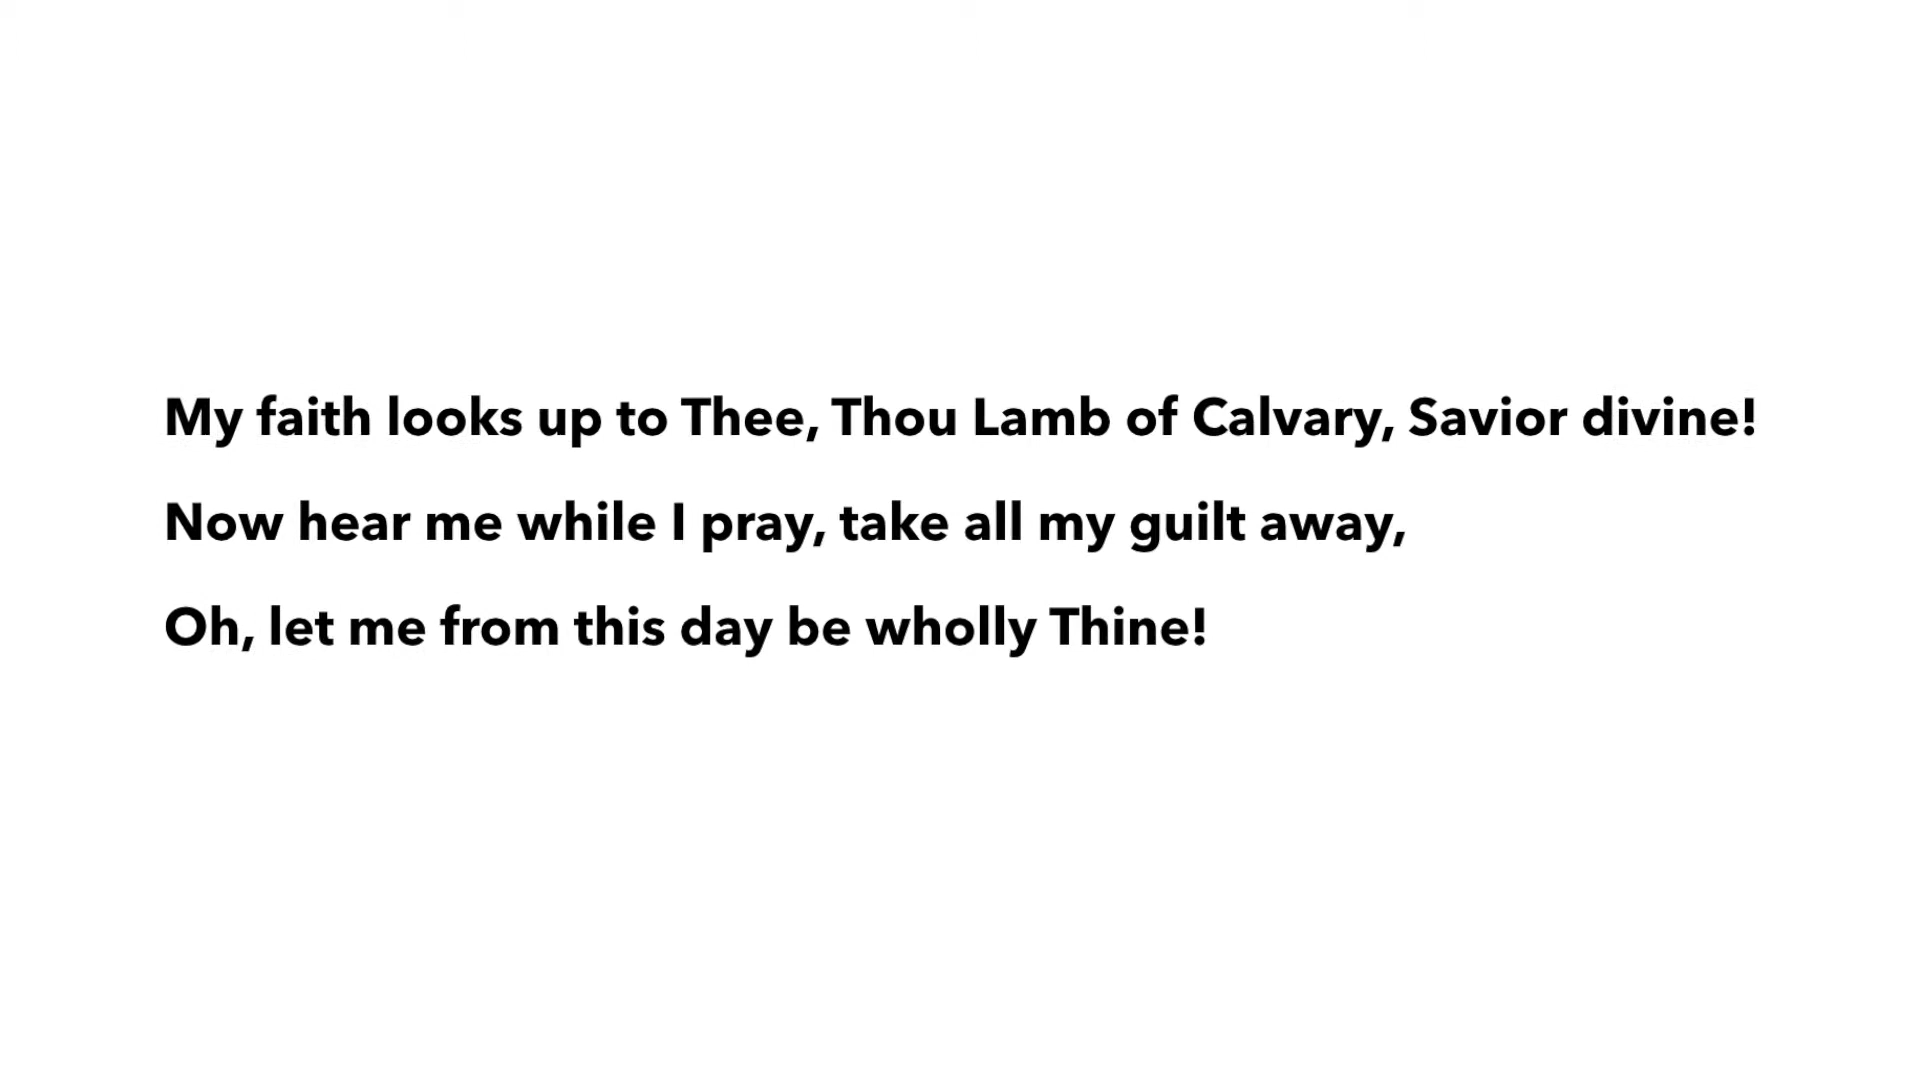 My faith looks up to Thee, Thou Lamb of Calvary, Savior divine!
Now hear me while I pray, take all my guilt away,
Oh, let me from this day be wholly Thine!